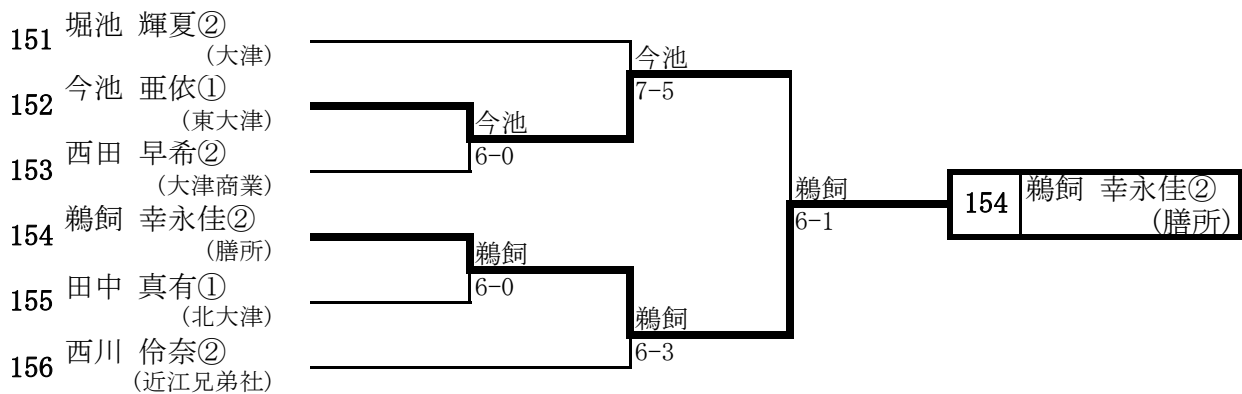 151 堀池 輝夏②
(大津)
152 今池 亜依①
(東大津)
153 西田 早希②
(大津商業)
154 鵜飼 幸永佳②
(膳所)
155 田中 真有①
(北大津)
156 西川 伶奈②
(近江兄弟社)
今池
6-0
鵜飼
6-0
今池
7-5
鵜飼
6-3
鵜飼
6-1
154 鵜飼 幸永佳②
(膳所)